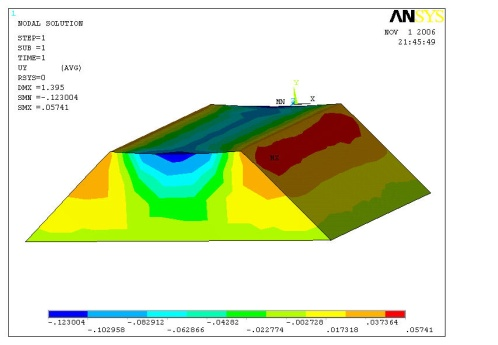 1
ANSYS
NODAL SOLUTION
NOV 1 2006
21:45:49
STEP=1
SUB =1
TIME=1
UY (AVG)
RSYS=0
DMX =1.395
SMN =-.123004
SMX =.05741
Y
MN Z X
MX
-.123004 -.082912 -.04282 -.002728 .037364
-.102958 -.062866 -.022774 .017318 .05741